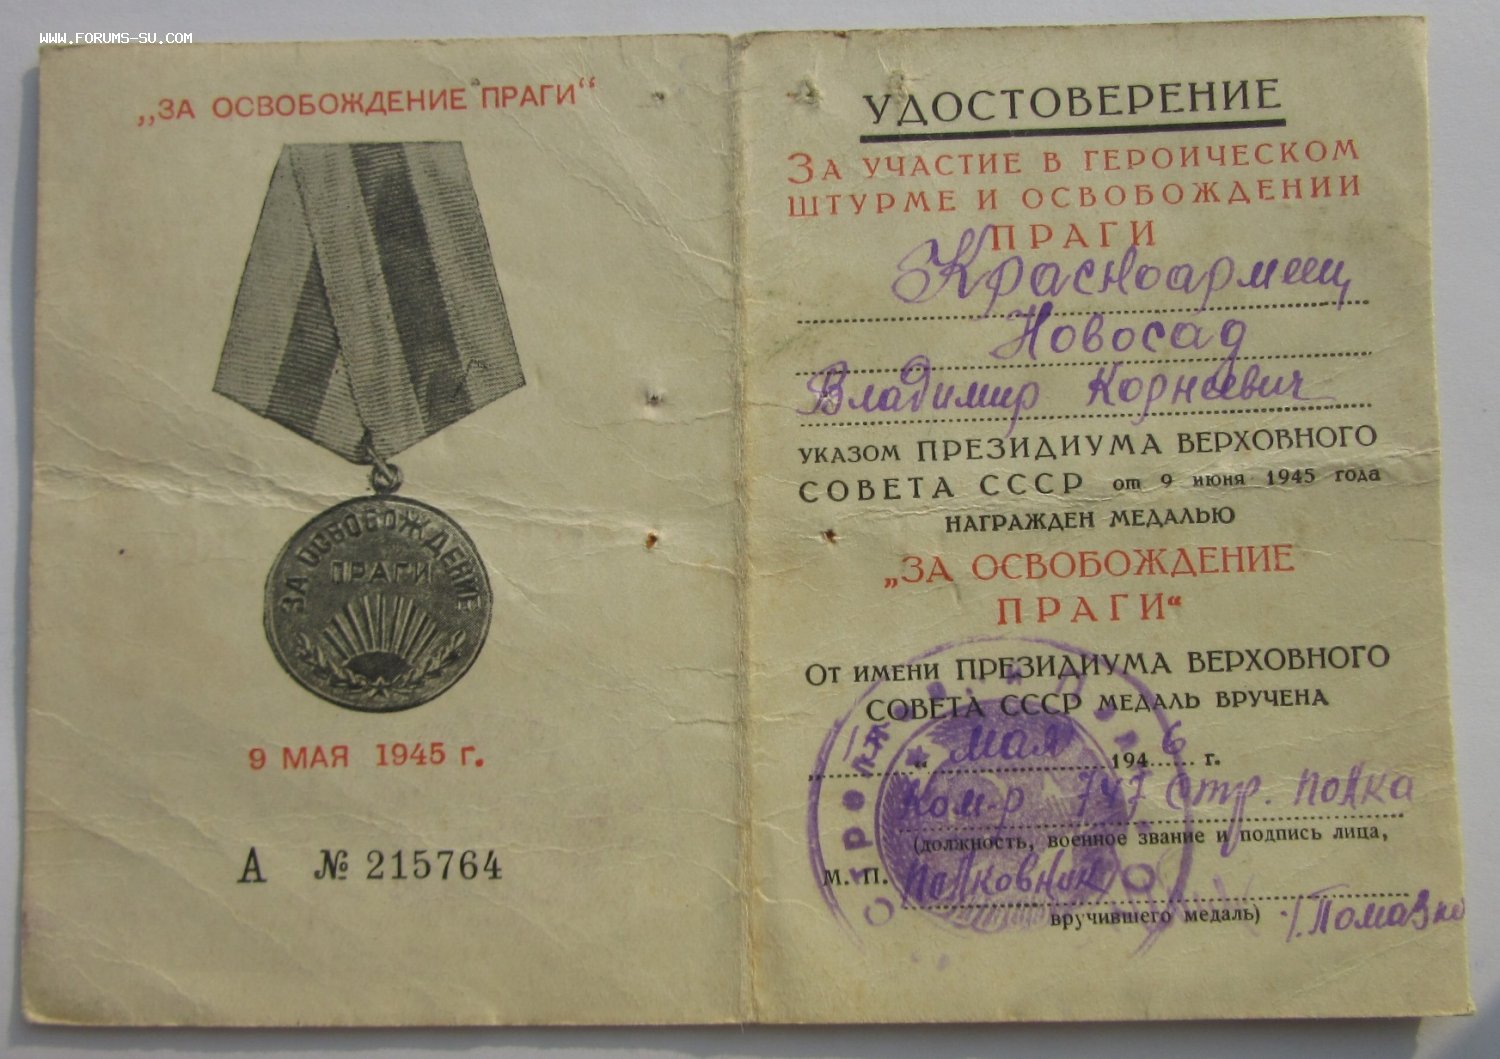 WWW.FORUMS-SU.COM
„ЗА ОСВОБОЖДЕНИЕ ПРАГИ“
ЗА ОСВОБОЖДЕНИЕ
ПРАГИ
9 МАЯ 1945 г.
А № 215764
УДОСТОВЕРЕНИЕ
ЗА УЧАСТИЕ В ГЕРОИЧЕСКОМ
ШТУРМЕ И ОСВОБОЖДЕНИИ
ПРАГИ
Красноармеец
Новосад
Владимир Корнеевич
УКАЗОМ ПРЕЗИДИУМА ВЕРХОВНОГО
СОВЕТА СССР от 9 июня 1945 года
НАГРАЖДЕН МЕДАЛЬЮ
„ЗА ОСВОБОЖДЕНИЕ
ПРАГИ“
ОТ ИМЕНИ ПРЕЗИДИУМА ВЕРХОВНОГО
СОВЕТА СССР МЕДАЛЬ ВРУЧЕНА
мая 1946 г.
Ком-р 747 Стр. полка
(должность, военное звание и подпись лица,
М. П. полковник
вручившего медаль)